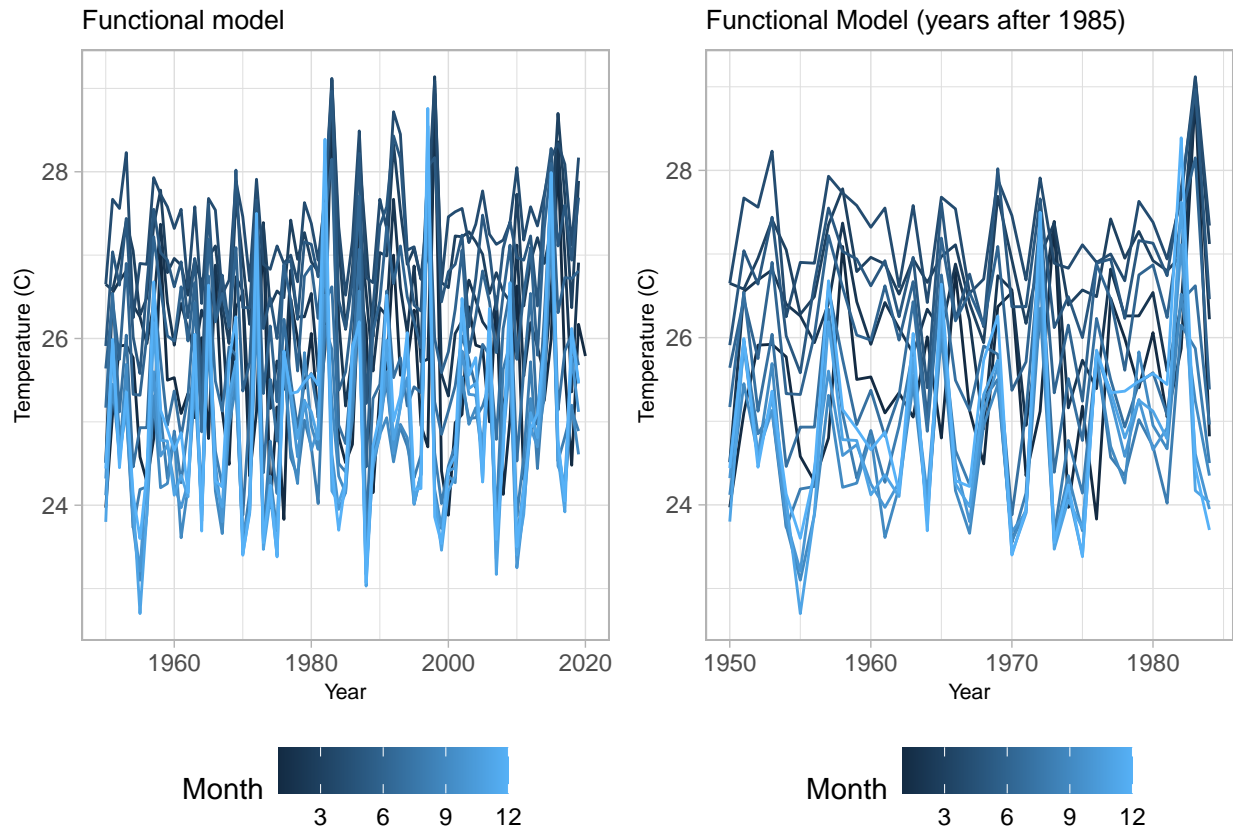 Functional model
Temperature (C)
28
26
24
1960 1980 2000 2020
Year
Month
3 6 9 12
Functional Model (years after 1985)
Temperature (C)
28
26
24
1950 1960 1970 1980
Year
Month
3 6 9 12